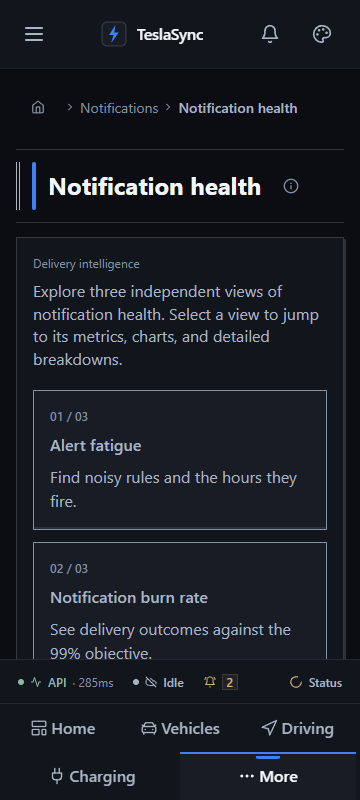 TeslaSync
Notifications
Notification health
Notification health
Delivery intelligence
Explore three independent views of
notification health. Select a view to jump
to its metrics, charts, and detailed
breakdowns.
01 / 03
Alert fatigue
Find noisy rules and the hours they
fire.
02 / 03
Notification burn rate
See delivery outcomes against the
99% objective.
API · 285ms Idle 2 Status
Home Vehicles Driving
Charging More